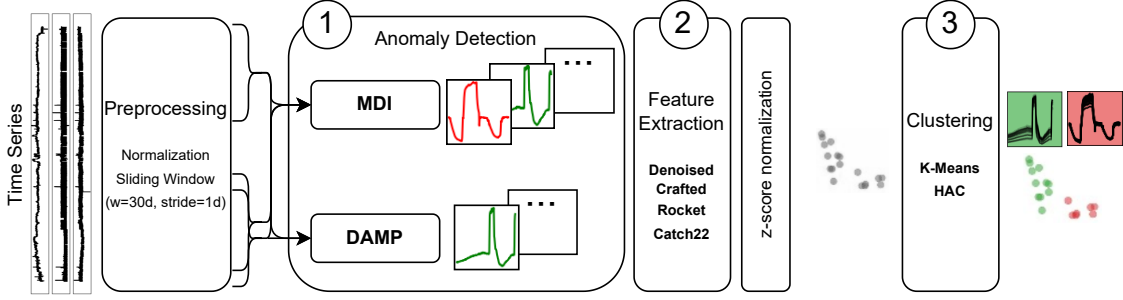 Time Series
Preprocessing
Normalization
Sliding Window
(w=30d, stride=1d)
1
Anomaly Detection
MDI
...
DAMP
...
2
Feature
Extraction
Denoised
Crafted
Rocket
Catch22
z-score normalization
3
Clustering
K-Means
HAC